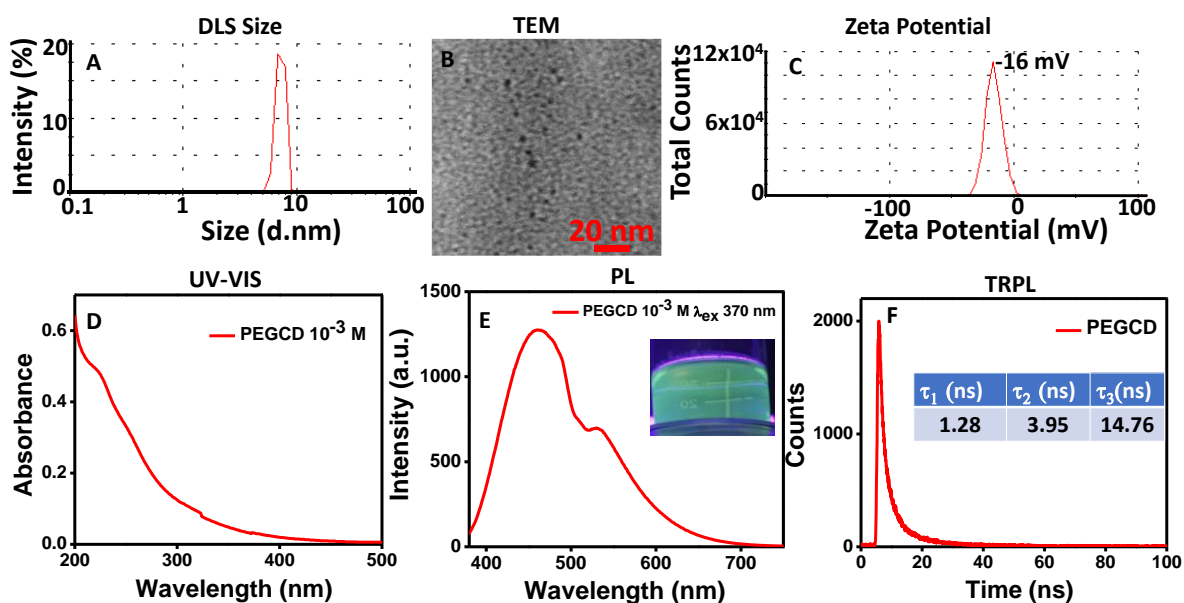 DLS Size
A
Intensity (%)
20
10
0
0.1 1 10 100
Size (d.nm)
TEM
B
20 nm
Zeta Potential
C
-16 mV
Total Counts
12x10⁴
6x10⁴
0
-100 0 100
Zeta Potential (mV)
UV-VIS
D
PEGCD 10⁻³ M
Absorbance
0.6
0.4
0.2
0.0
200 300 400 500
Wavelength (nm)
PL
E
PEGCD 10⁻³ M λex 370 nm
Intensity (a.u.)
1500
1000
500
0
400 500 600 700
Wavelength (nm)
20
TRPL
F
PEGCD
τ₁ (ns) τ₂ (ns) τ₃(ns)
1.28 3.95 14.76
Counts
2000
1000
0
0 20 40 60 80 100
Time (ns)